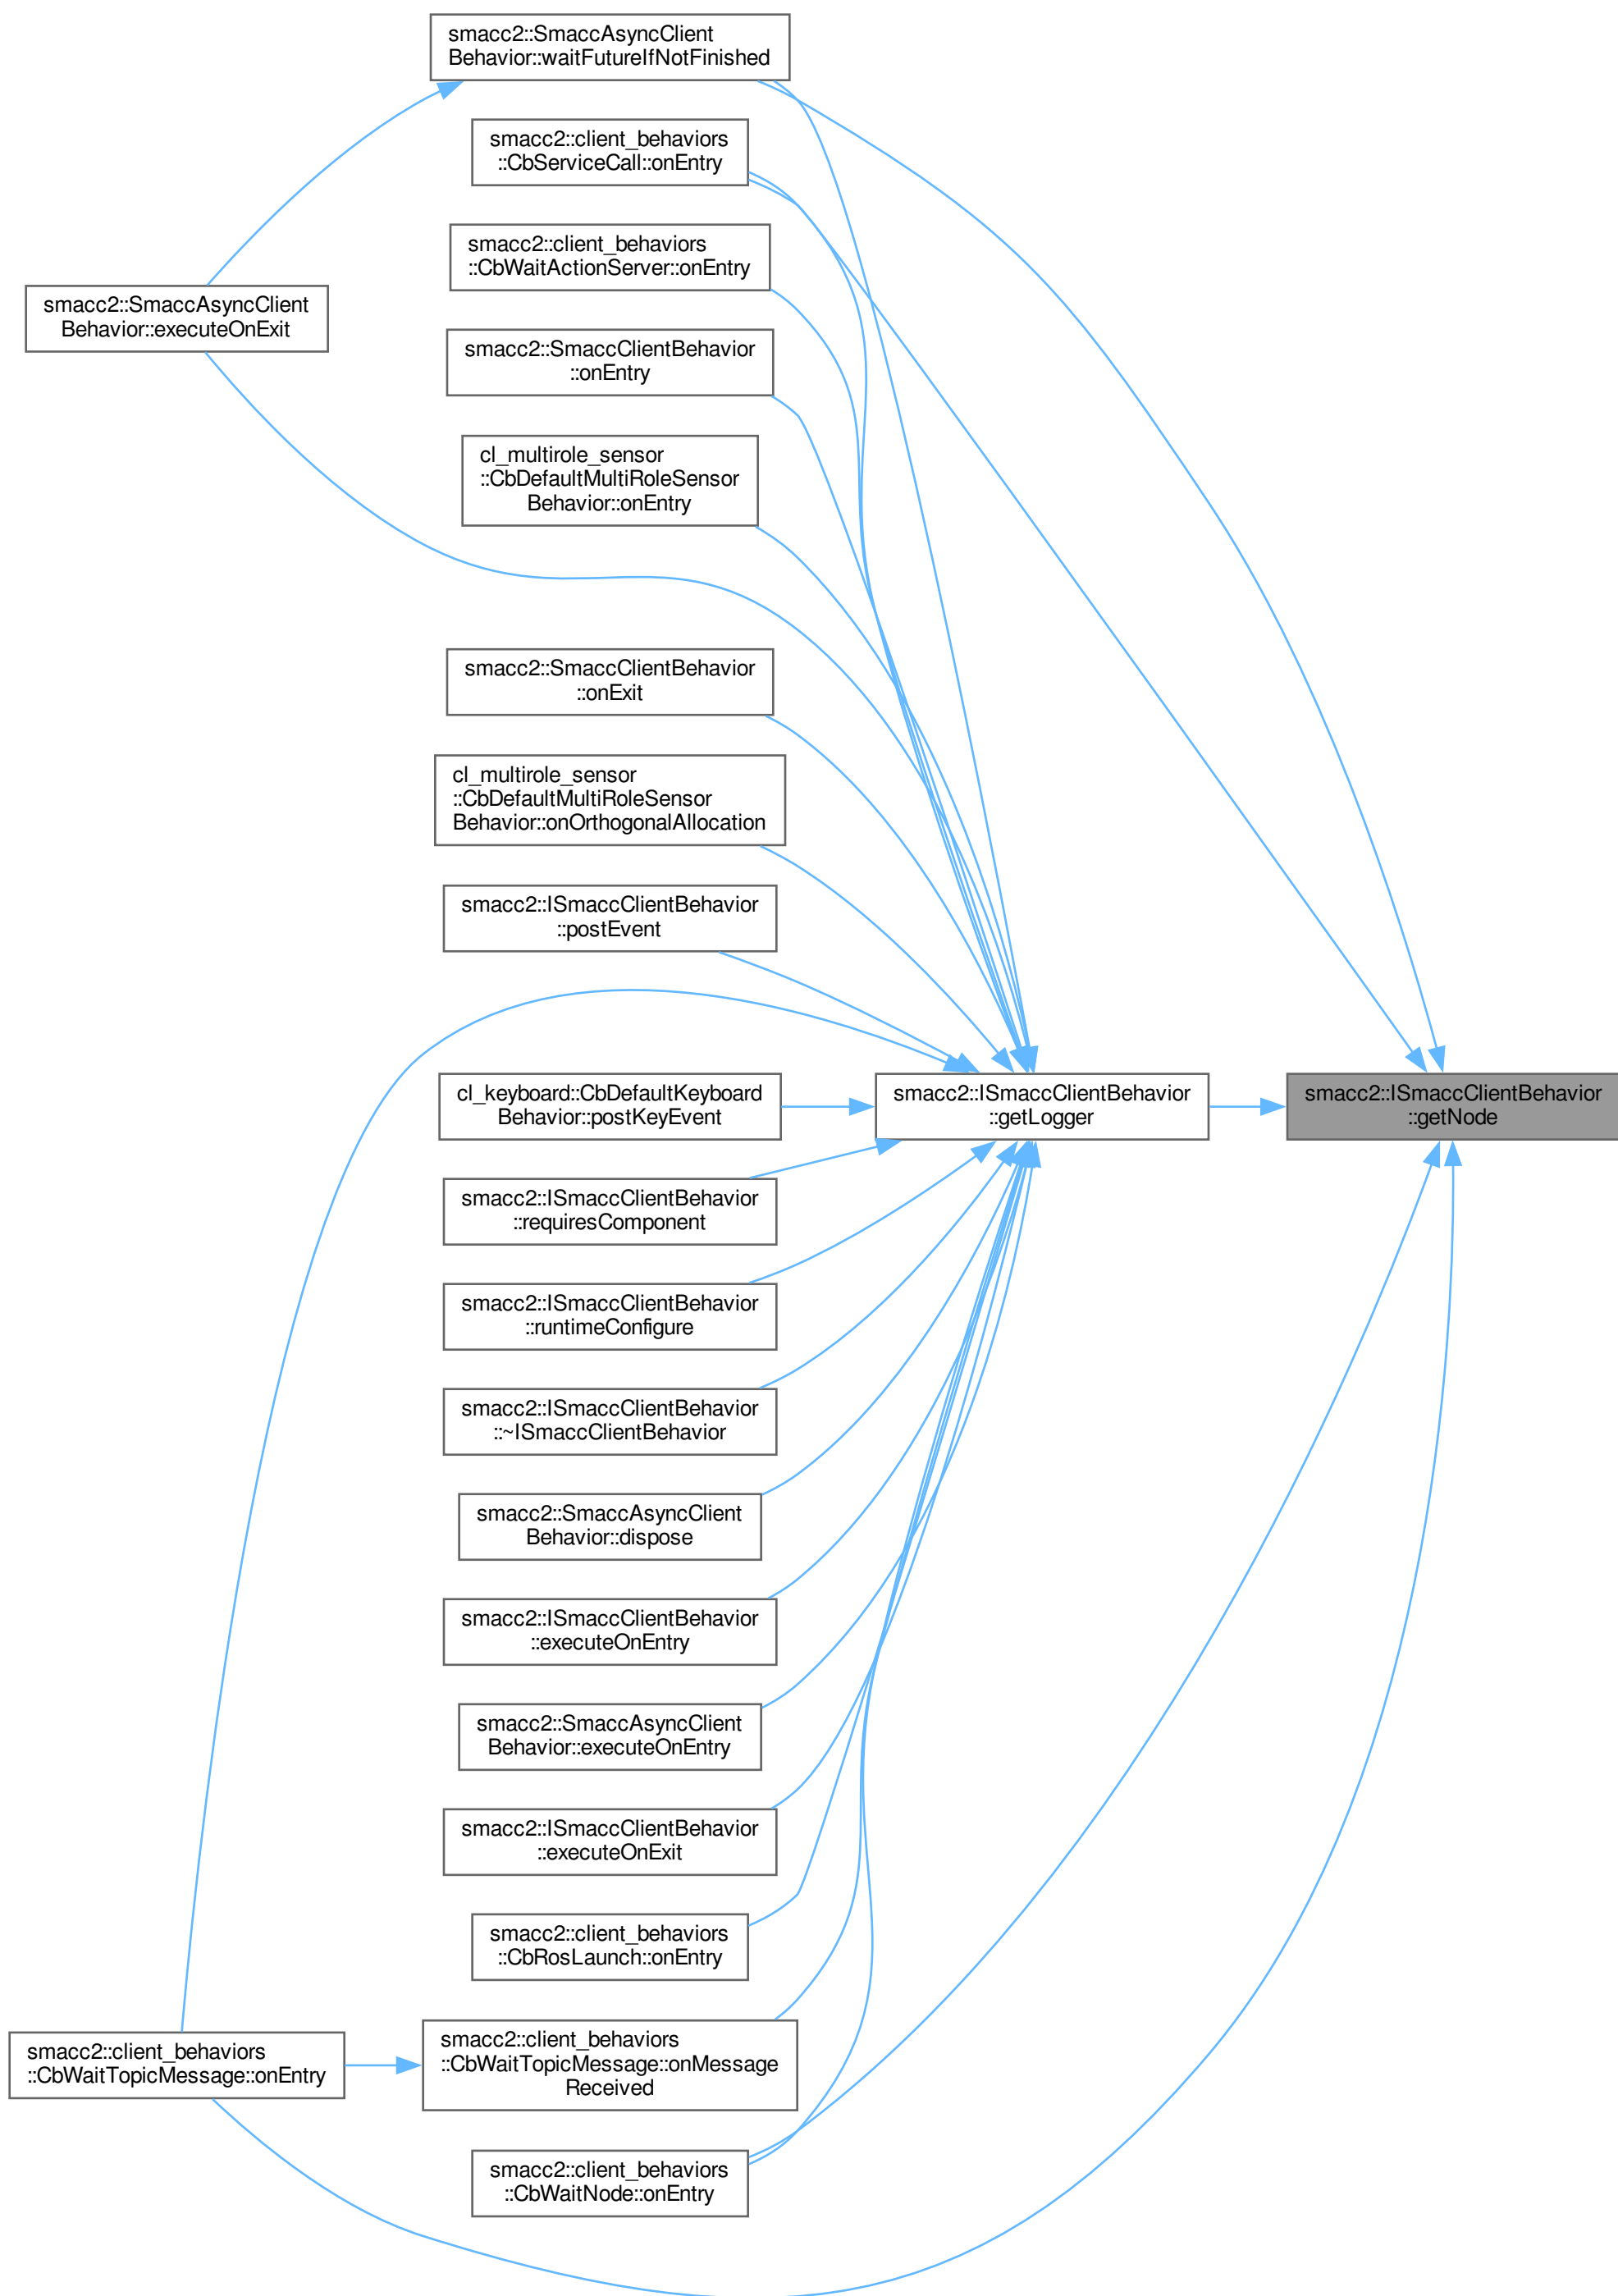 smacc2::SmaccAsyncClient
Behavior::waitFutureIfNotFinished
smacc2::client_behaviors
::CbServiceCall::onEntry
smacc2::client_behaviors
::CbWaitActionServer::onEntry
smacc2::SmaccAsyncClient
Behavior::executeOnExit
smacc2::SmaccClientBehavior
::onEntry
cl_multirole_sensor
::CbDefaultMultiRoleSensor
Behavior::onEntry
smacc2::SmaccClientBehavior
::onExit
cl_multirole_sensor
::CbDefaultMultiRoleSensor
Behavior::onOrthogonalAllocation
smacc2::ISmaccClientBehavior
::postEvent
cl_keyboard::CbDefaultKeyboard
Behavior::postKeyEvent
smacc2::ISmaccClientBehavior
::getLogger
smacc2::ISmaccClientBehavior
::getNode
smacc2::ISmaccClientBehavior
::requiresComponent
smacc2::ISmaccClientBehavior
::runtimeConfigure
smacc2::ISmaccClientBehavior
::~ISmaccClientBehavior
smacc2::SmaccAsyncClient
Behavior::dispose
smacc2::ISmaccClientBehavior
::executeOnEntry
smacc2::SmaccAsyncClient
Behavior::executeOnEntry
smacc2::ISmaccClientBehavior
::executeOnExit
smacc2::client_behaviors
::CbRosLaunch::onEntry
smacc2::client_behaviors
::CbWaitTopicMessage::onEntry
smacc2::client_behaviors
::CbWaitTopicMessage::onMessage
Received
smacc2::client_behaviors
::CbWaitNode::onEntry